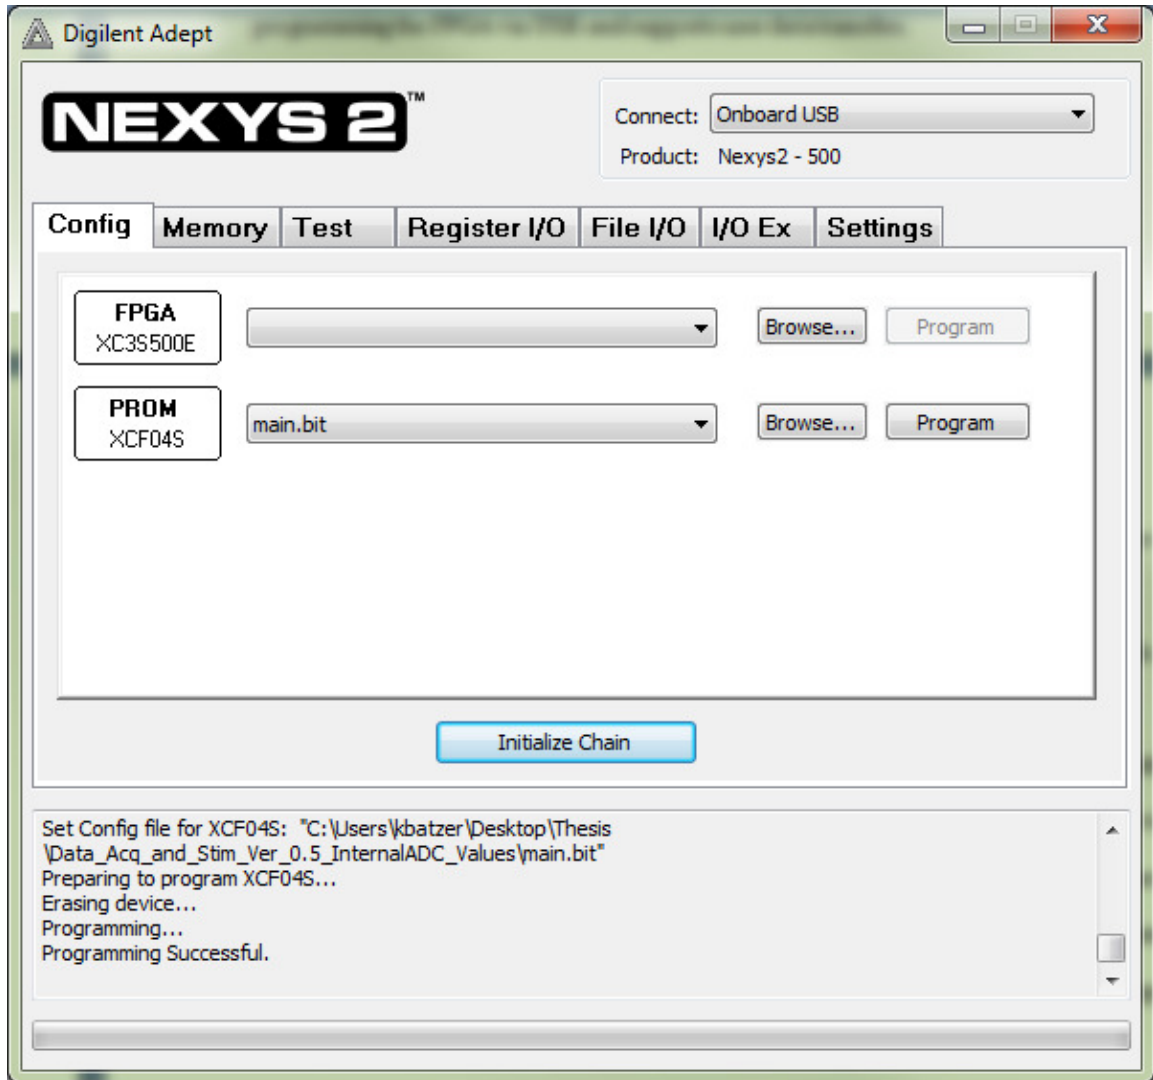 Digilent Adept
NEXYS 2™
Connect: Onboard USB
Product: Nexys2 - 500
Config Memory Test Register I/O File I/O I/O Ex Settings
FPGA
XC3S500E
Browse... Program
PROM
XCF04S
main.bit Browse... Program
Initialize Chain
Set Config file for XCF04S: "C:\Users\kbatzer\Desktop\Thesis
\Data_Acq_and_Stim_Ver_0.5_InternalADC_Values\main.bit"
Preparing to program XCF04S...
Erasing device...
Programming...
Programming Successful.